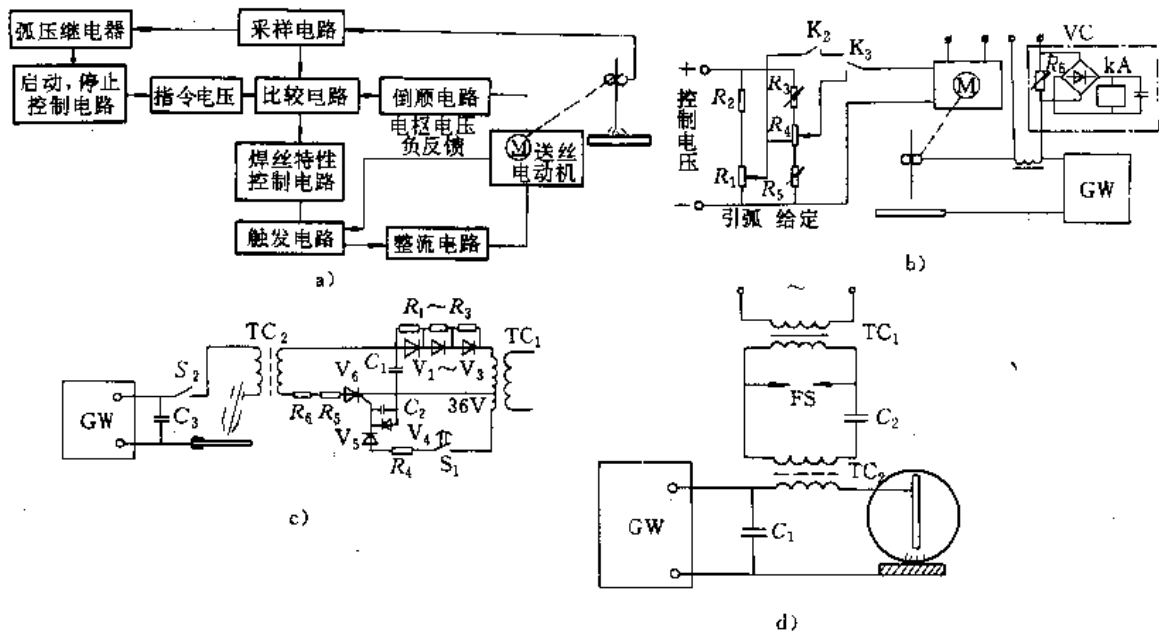 弧压继电器
采样电路
启动,停止
控制电路
指令电压
比较电路
倒顺电路
电枢电压
负反馈
焊丝特性
控制电路
M 送丝
电动机
触发电路
整流电路
a)
K2
K3
VC
+
R2
R3
R4
R1
R5
控制电压
−
引弧 给定
M
R6
kA
GW
b)
R1～R3
TC2
TC1
S2
V6
C1
V1～V3
GW
C3
R6
R5
C2
36V
V5
V4
R4
S1
c)
～
TC1
FS
C2
TC2
GW
C1
d)